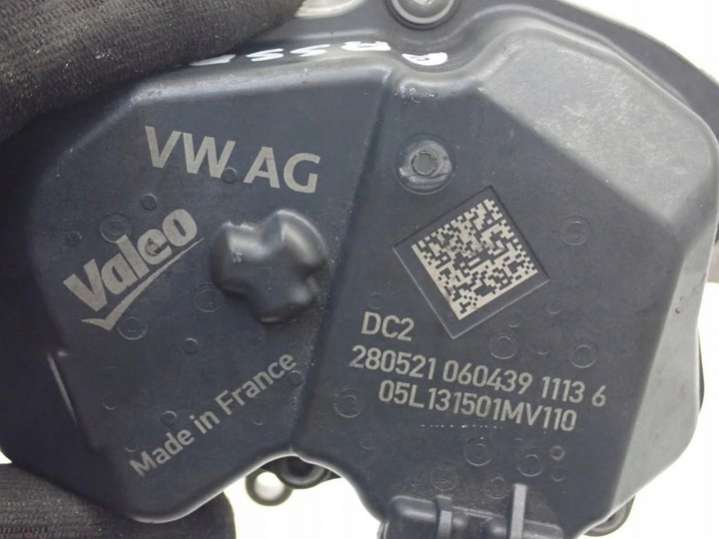 VW AG
Valeo
Made in France
DC2
280521 060439 1113 6
05L131501MV110